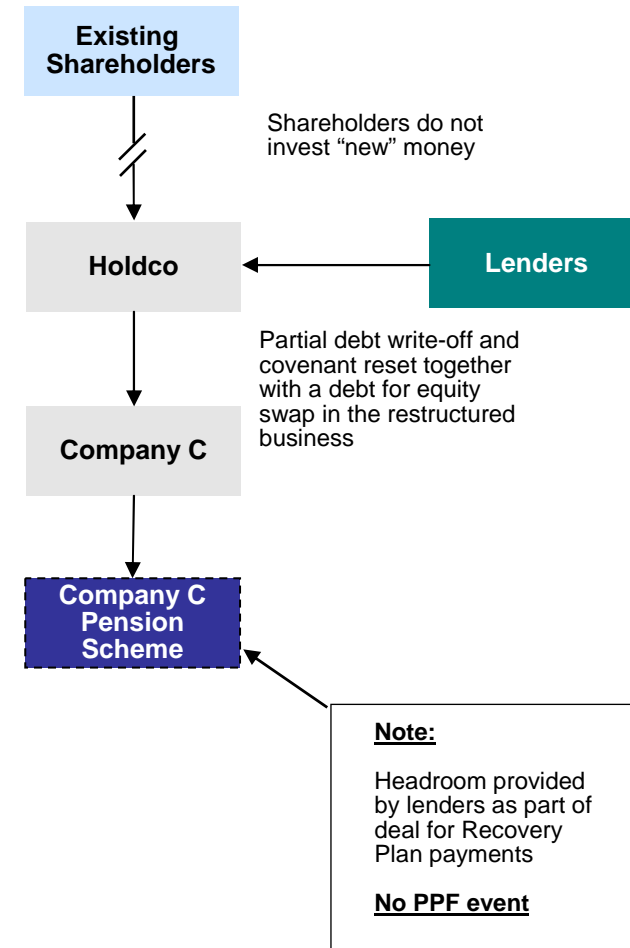 Existing
Shareholders
Shareholders do not
invest “new” money
Holdco
Lenders
Partial debt write-off and
covenant reset together
with a debt for equity
swap in the restructured
business
Company C
Company C
Pension
Scheme
Note:
Headroom provided
by lenders as part of
deal for Recovery
Plan payments
No PPF event